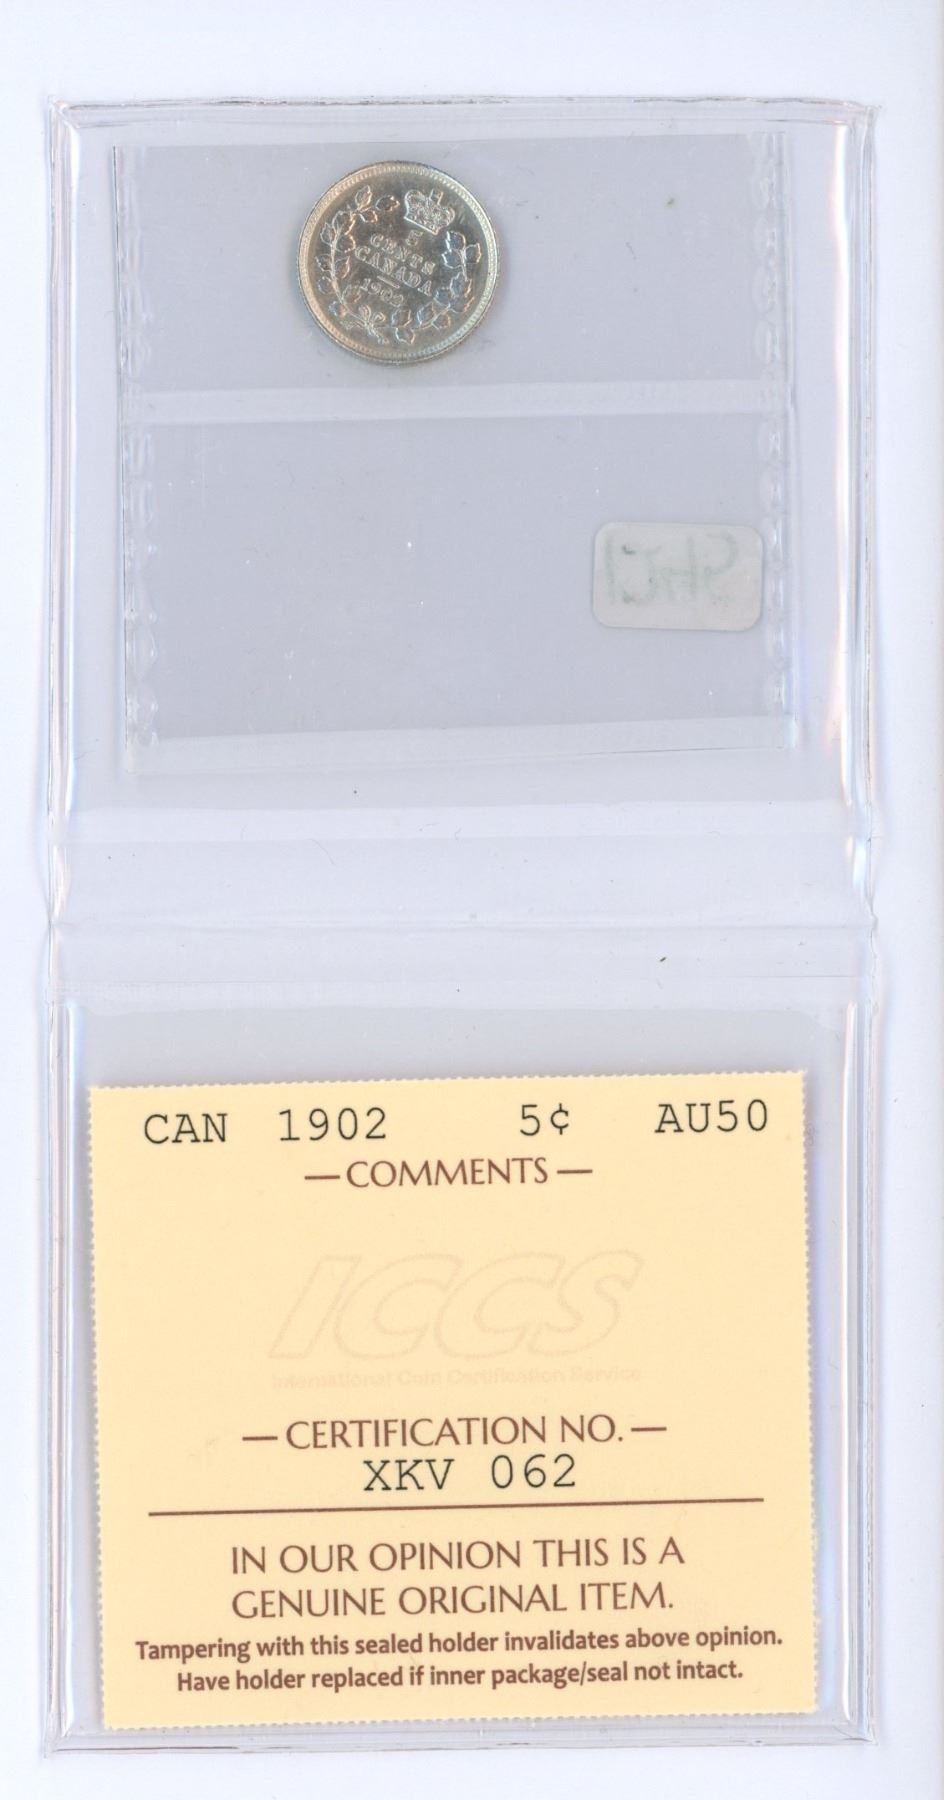 5
CENTS
CANADA
1902
CAN 1902 5¢ AU50
— COMMENTS —
ICCS
International Coin Certification Service
— CERTIFICATION NO. —
XKV 062
IN OUR OPINION THIS IS A
GENUINE ORIGINAL ITEM.
Tampering with this sealed holder invalidates above opinion.
Have holder replaced if inner package/seal not intact.